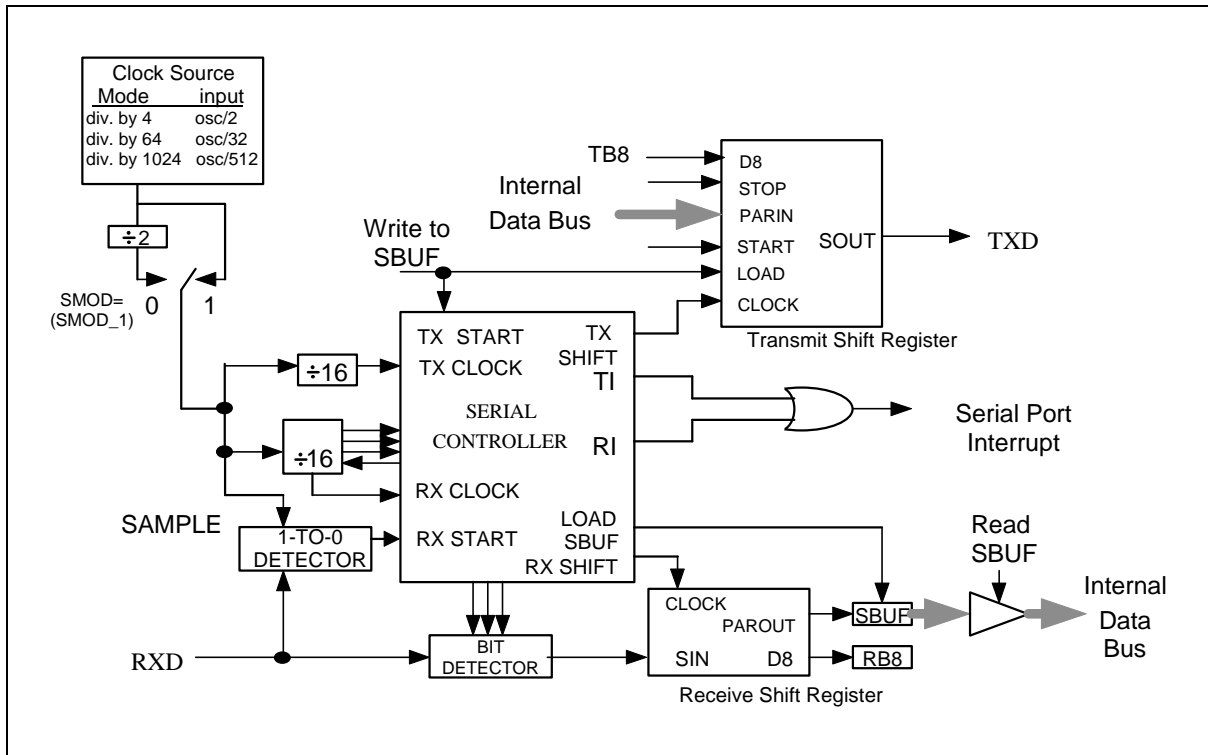 Clock Source
Mode input
div. by 4 osc/2
div. by 64 osc/32
div. by 1024 osc/512
÷2
SMOD=
(SMOD_1)
0 1
Write to
SBUF
TB8
Internal
Data Bus
D8
STOP
PARIN
START
LOAD
CLOCK
SOUT
TXD
Transmit Shift Register
÷16
÷16
TX START
TX CLOCK
SERIAL
CONTROLLER
RX CLOCK
RX START
TX
SHIFT
TI
RI
LOAD
SBUF
RX SHIFT
Serial Port
Interrupt
SAMPLE
1-TO-0
DETECTOR
RXD
BIT
DETECTOR
CLOCK
PAROUT
SIN D8
Receive Shift Register
SBUF
RB8
Read
SBUF
Internal
Data
Bus